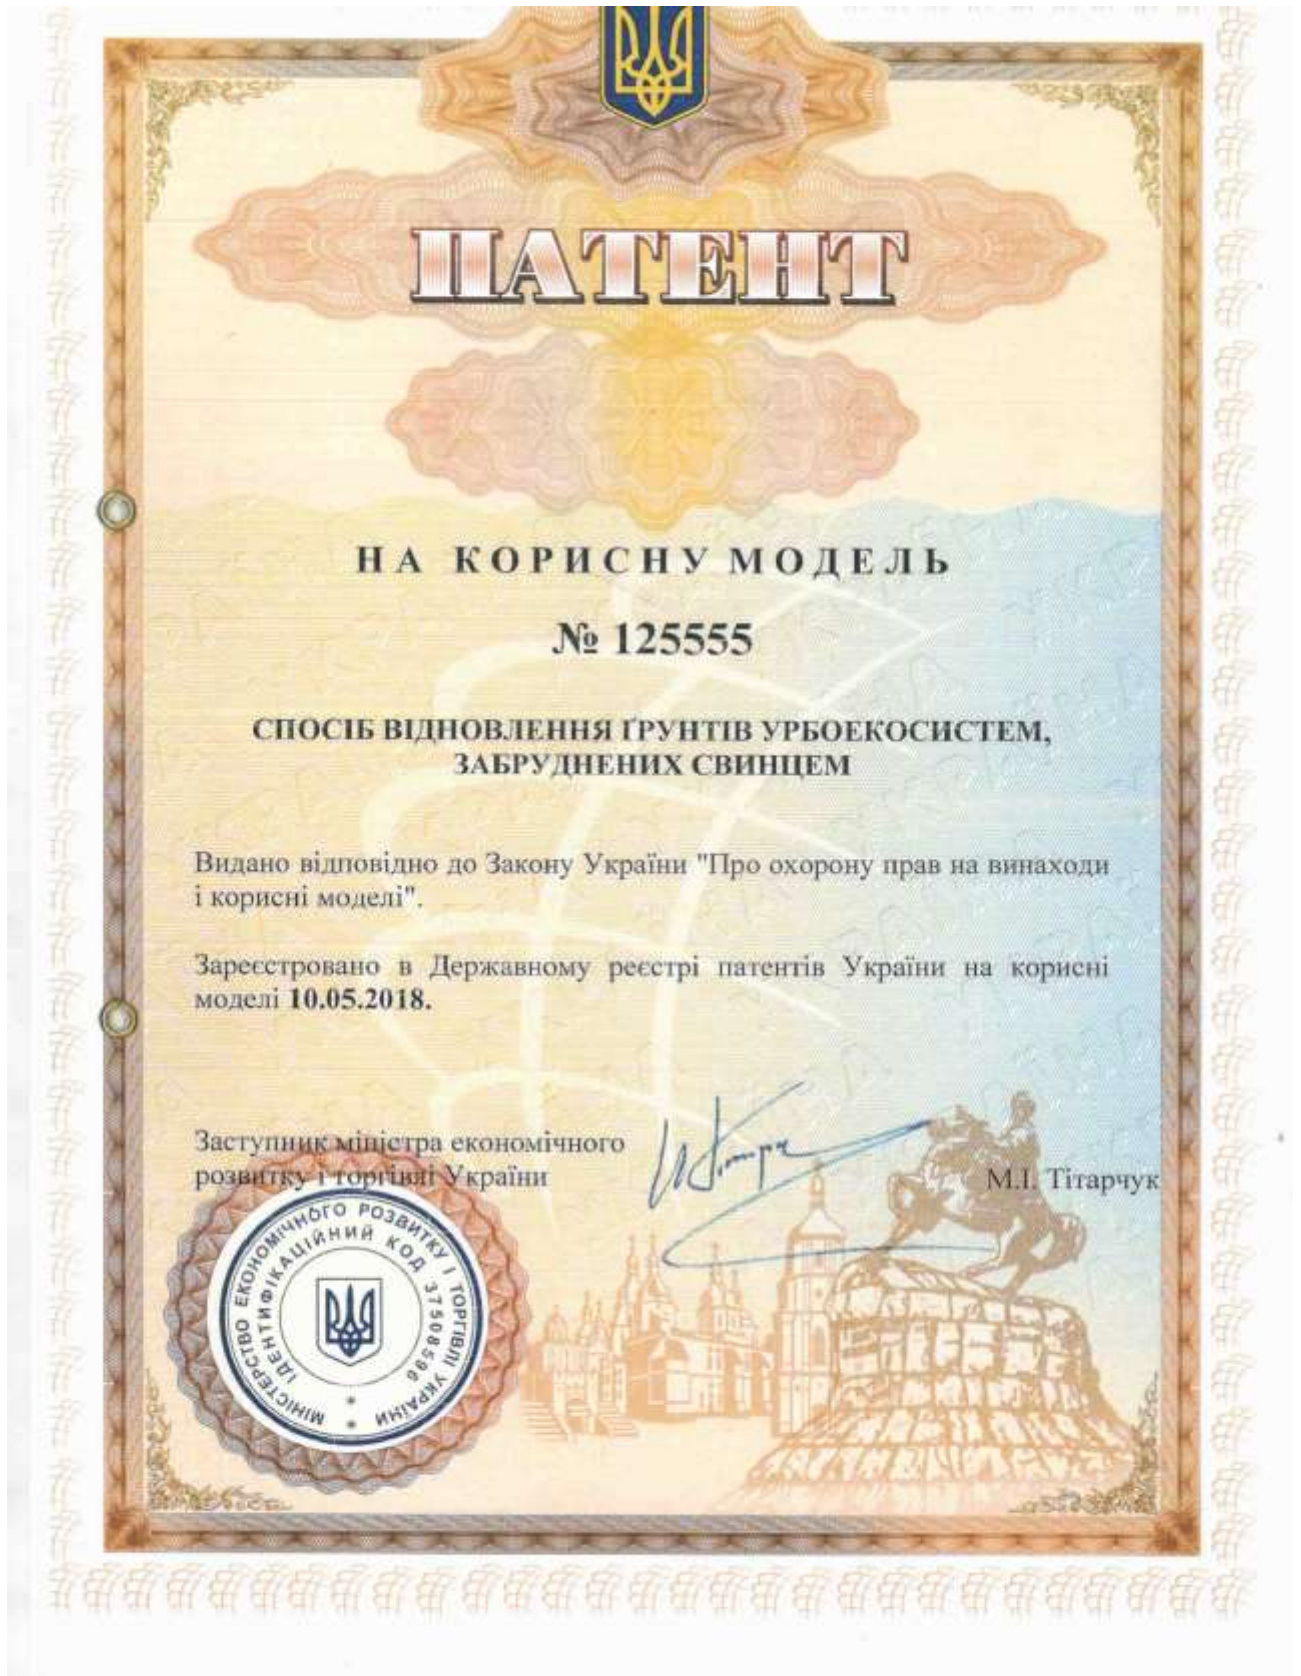 ПАТЕНТ
НА КОРИСНУ МОДЕЛЬ
№ 125555
СПОСІБ ВІДНОВЛЕННЯ ҐРУНТІВ УРБОЕКОСИСТЕМ,
ЗАБРУДНЕНИХ СВИНЦЕМ
Видано відповідно до Закону України "Про охорону прав на винаходи
і корисні моделі".
Зареєстровано в Державному реєстрі патентів України на корисні
моделі 10.05.2018.
Заступник міністра економічного
розвитку і торгівлі України
М.І. Тітарчук
МІНІСТЕРСТВО ЕКОНОМІЧНОГО РОЗВИТКУ І ТОРГІВЛІ УКРАЇНИ
ІДЕНТИФІКАЦІЙНИЙ КОД 37508596